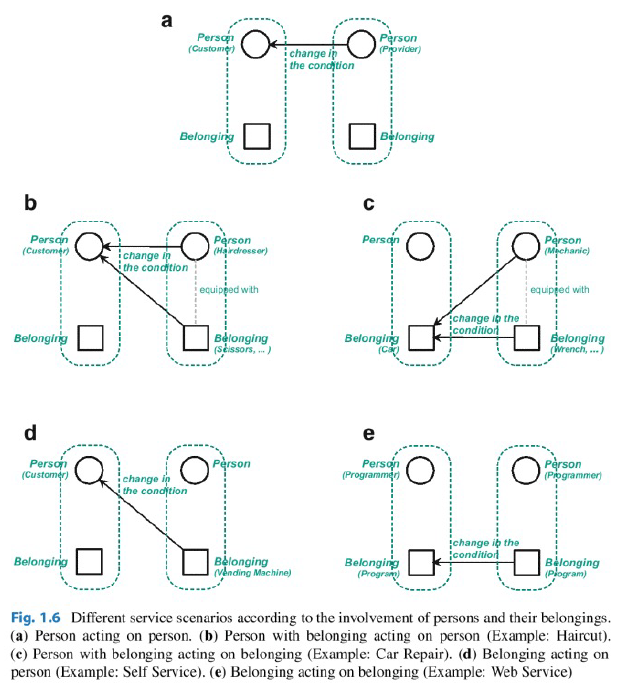 a
Person
(Customer)
Person
(Provider)
change in
the condition
Belonging
Belonging
b
Person
(Customer)
Person
(Hairdresser)
change in
the condition
equipped with
Belonging
Belonging
(Scissors, ... )
c
Person
Person
(Mechanic)
equipped with
change in the
condition
Belonging
(Car)
Belonging
(Wrench, ... )
d
Person
(Customer)
Person
change in
the condition
Belonging
Belonging
(Vending Machine)
e
Person
(Programmer)
Person
(Programmer)
change in the
condition
Belonging
(Program)
Belonging
(Program)
Fig. 1.6 Different service scenarios according to the involvement of persons and their belongings.
(a) Person acting on person. (b) Person with belonging acting on person (Example: Haircut).
(c) Person with belonging acting on belonging (Example: Car Repair). (d) Belonging acting on
person (Example: Self Service). (e) Belonging acting on belonging (Example: Web Service)